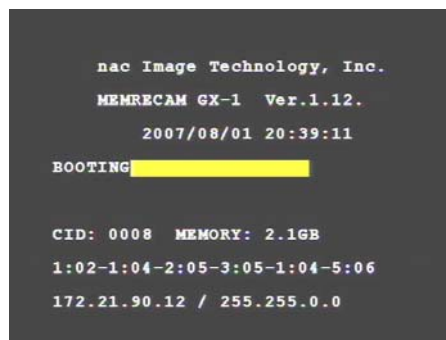 nac Image Technology, Inc.
MEMRECAM GX-1 Ver.1.12.
2007/08/01 20:39:11
BOOTING
CID: 0008 MEMORY: 2.1GB
1:02-1:04-2:05-3:05-1:04-5:06
172.21.90.12 / 255.255.0.0